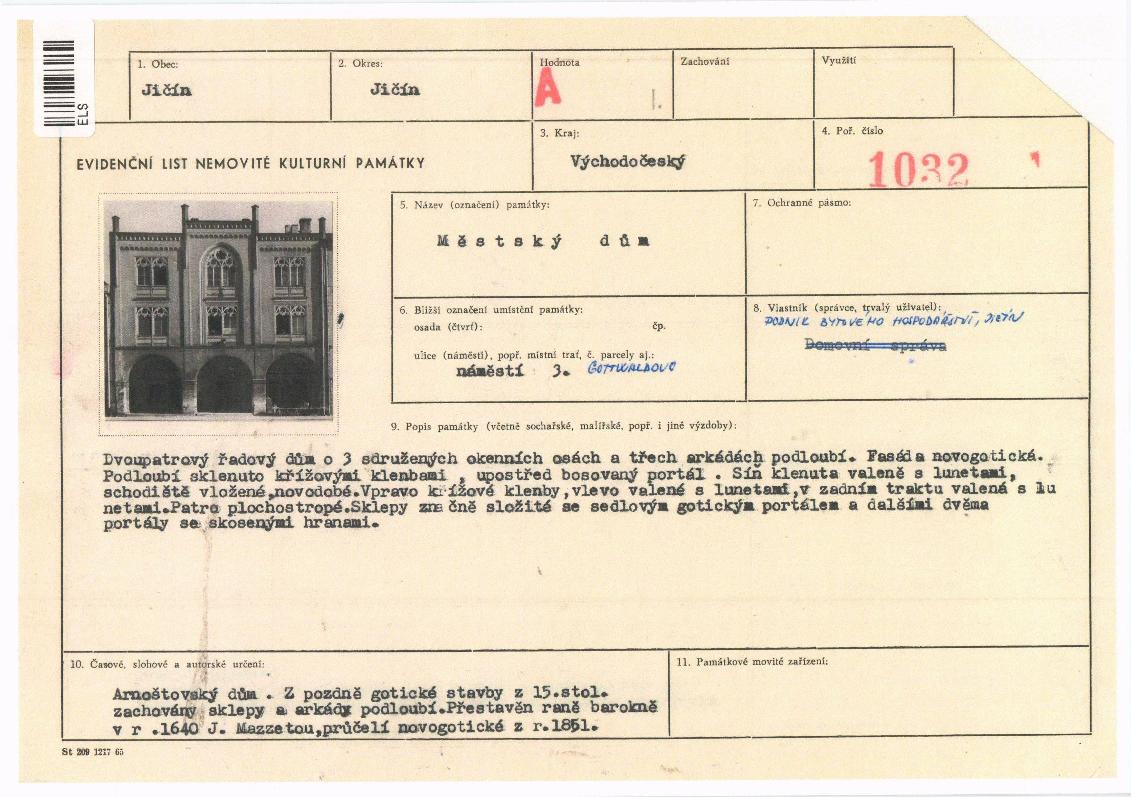 ELS
1. Obec:
Jičín
2. Okres:
Jičín
Hodnota
A
1.
Zachování
Využití
EVIDENČNÍ LIST NEMOVITÉ KULTURNÍ PAMÁTKY
3. Kraj:
Východočeský
4. Poř. číslo
1032
5. Název (označení) památky:
Městský dům
7. Ochranné pásmo:
6. Bližší označení umístění památky:
osada (čtvrť): čp.
ulice (náměstí), popř. místní trať, č. parcely aj.:
náměstí 3. GOTTWALDOVO
8. Vlastník (správce, trvalý uživatel):
PODNIK BYTOVÉHO HOSPODÁŘSTVÍ, JIČÍN
Domovní správa
9. Popis památky (včetně sochařské, malířské, popř. i jiné výzdoby):
Dvoupatrový řadový dům o 3 sdružených okenních osách a třech arkádách podloubí. Fasáda novogotická.
Podloubí sklenuto křížovými klenbami , upostřed bosovaný portál . Síň klenuta valeně s lunetami,
schodiště vložené,novodobé.Vpravo křížové klenby,vlevo valené s lunetami,v zadním traktu valená s lu
netami.Patro plochostropé.Sklepy značně složité se sedlovým gotickým portálem a dalšími dvěma
portály se skosenými hranami.
10. Časové, slohové a autorské určení:
Arnoštovský dům . Z pozdně gotické stavby z 15.stol.
zachovány sklepy a arkády podloubí.Přestavěn raně barokně
v r .1640 J. Mazzetou,průčelí novogotické z r.1851.
11. Památkové movité zařízení:
St 209 1217 65